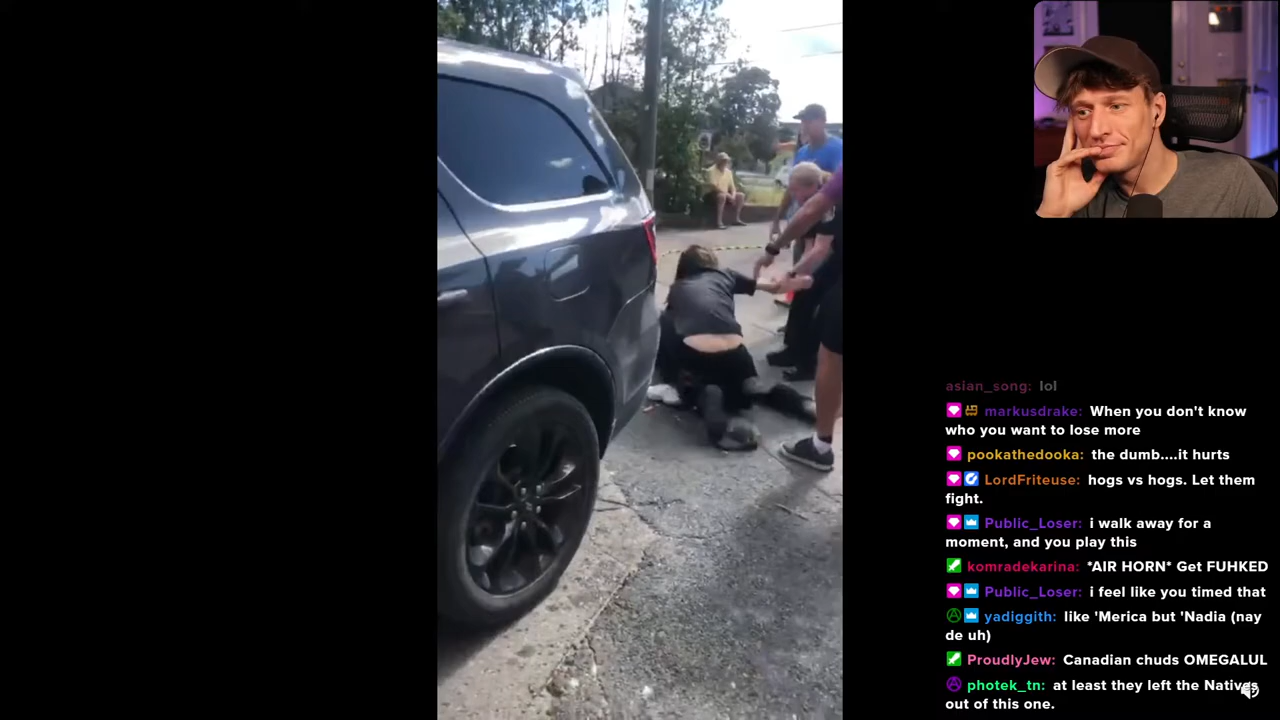 asian_song: lol
markusdrake: When you don't know
who you want to lose more
pookathedooka: the dumb....it hurts
LordFriteuse: hogs vs hogs. Let them
fight.
Public_Loser: i walk away for a
moment, and you play this
komradekarina: *AIR HORN* Get FUHKED
Public_Loser: i feel like you timed that
yadiggith: like 'Merica but 'Nadia (nay
de uh)
ProudlyJew: Canadian chuds OMEGALUL
photek_tn: at least they left the Natives
out of this one.